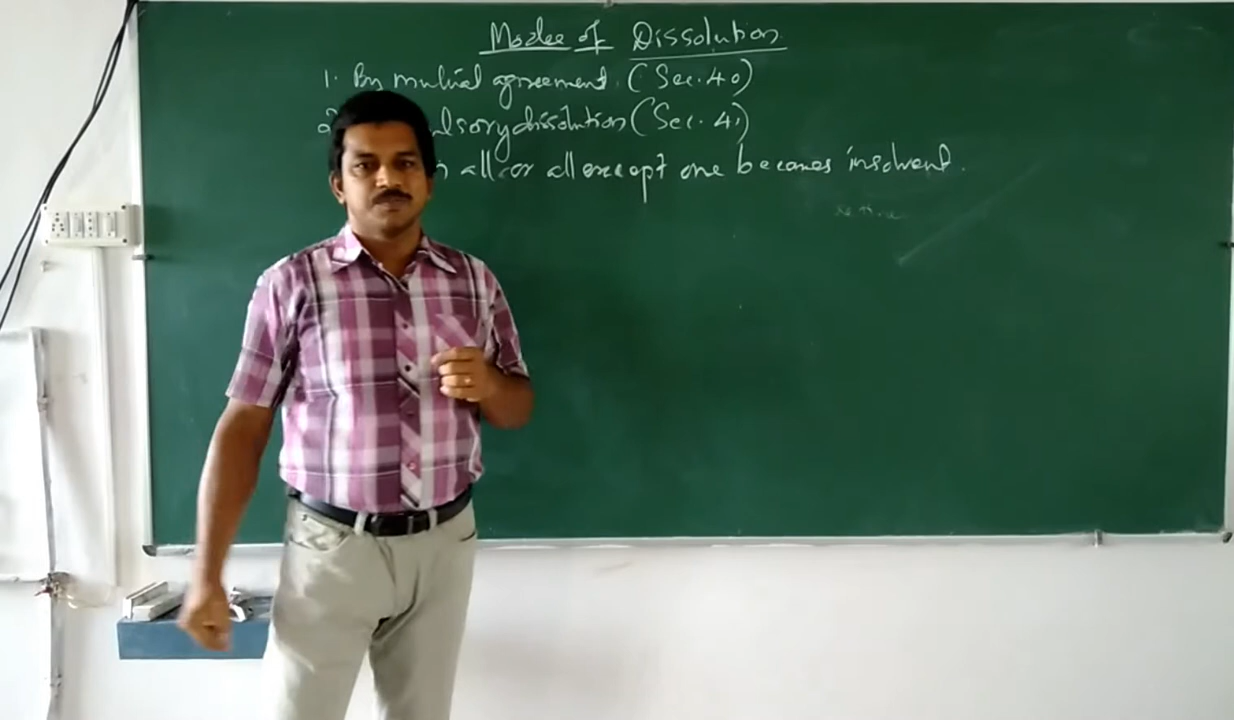 Modes of Dissolution
1. By mutual agreement. (Sec. 40)
dissolution (Sec. 41)
all or all except one becomes insolvent.